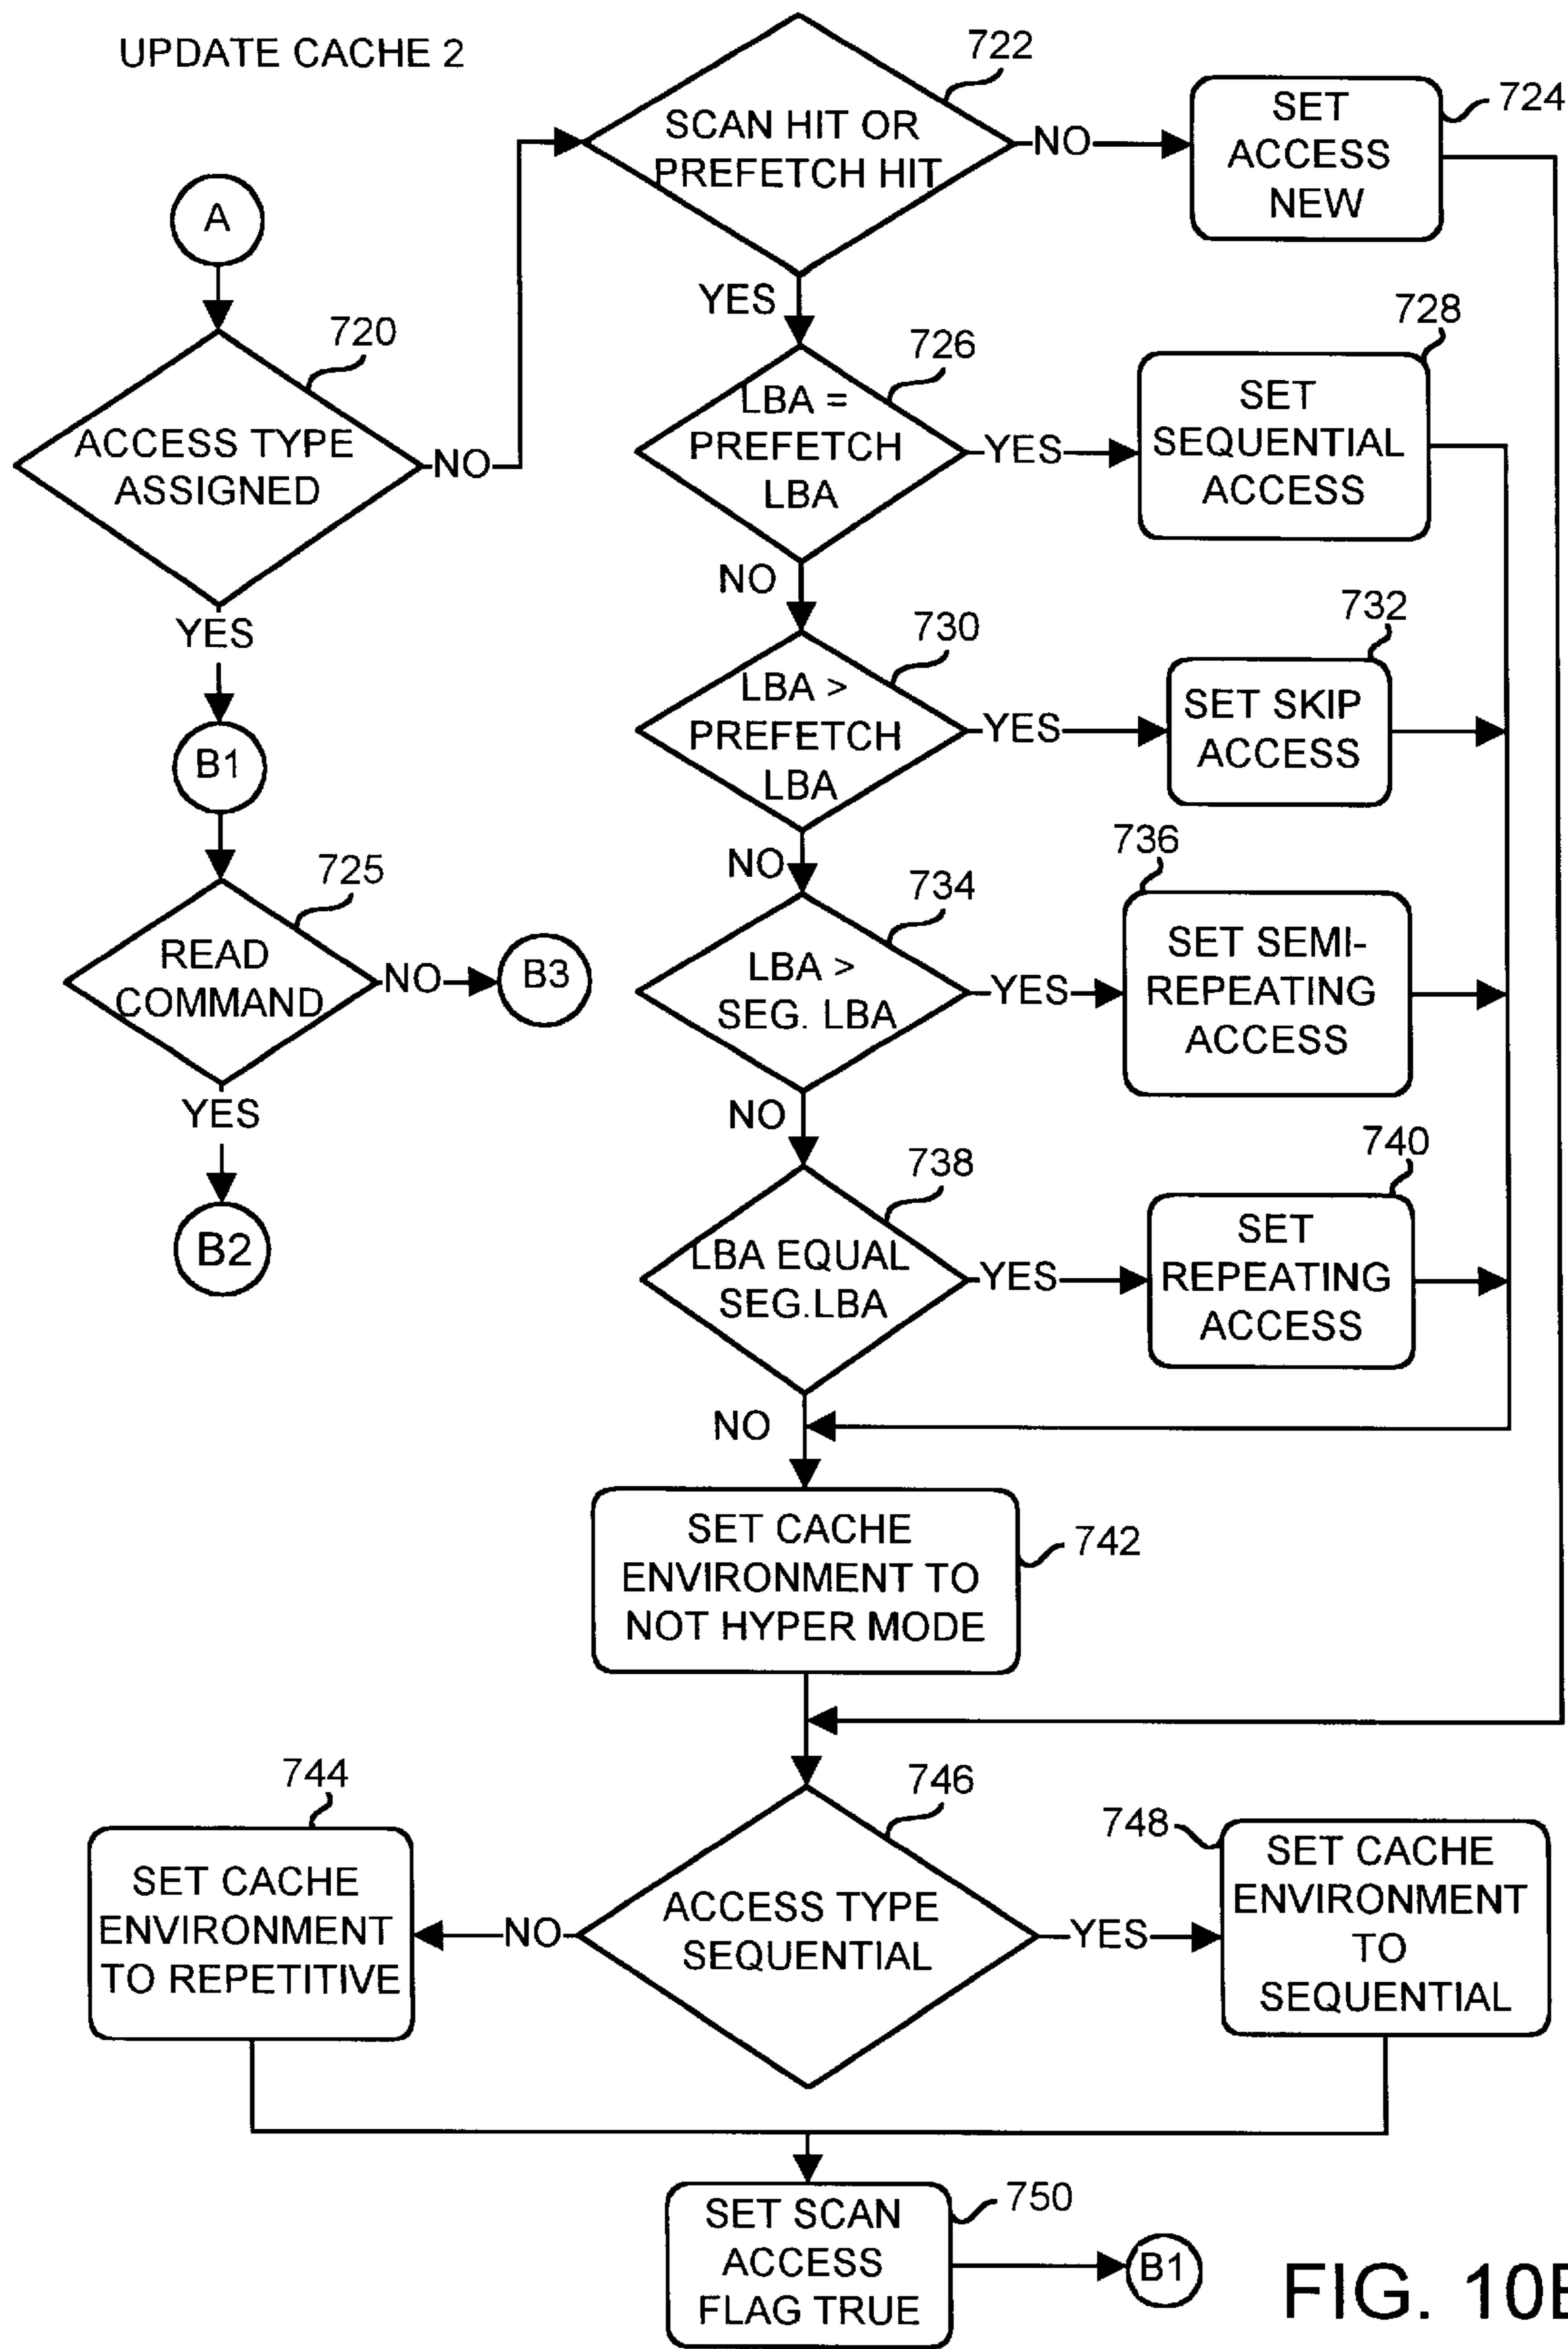 UPDATE CACHE 2
722
SCAN HIT OR
PREFETCH HIT
NO
724
SET
ACCESS
NEW
A
YES
720
ACCESS TYPE
ASSIGNED
NO
726
LBA =
PREFETCH
LBA
YES
728
SET
SEQUENTIAL
ACCESS
NO
YES
730
LBA >
PREFETCH
LBA
YES
732
SET SKIP
ACCESS
B1
NO
725
READ
COMMAND
NO
B3
734
LBA >
SEG. LBA
YES
736
SET SEMI-
REPEATING
ACCESS
YES
NO
B2
738
LBA EQUAL
SEG.LBA
YES
740
SET
REPEATING
ACCESS
NO
SET CACHE
ENVIRONMENT TO
NOT HYPER MODE
742
744
SET CACHE
ENVIRONMENT
TO REPETITIVE
NO
746
ACCESS TYPE
SEQUENTIAL
YES
748
SET CACHE
ENVIRONMENT
TO
SEQUENTIAL
SET SCAN
ACCESS
FLAG TRUE
750
B1
FIG. 10B